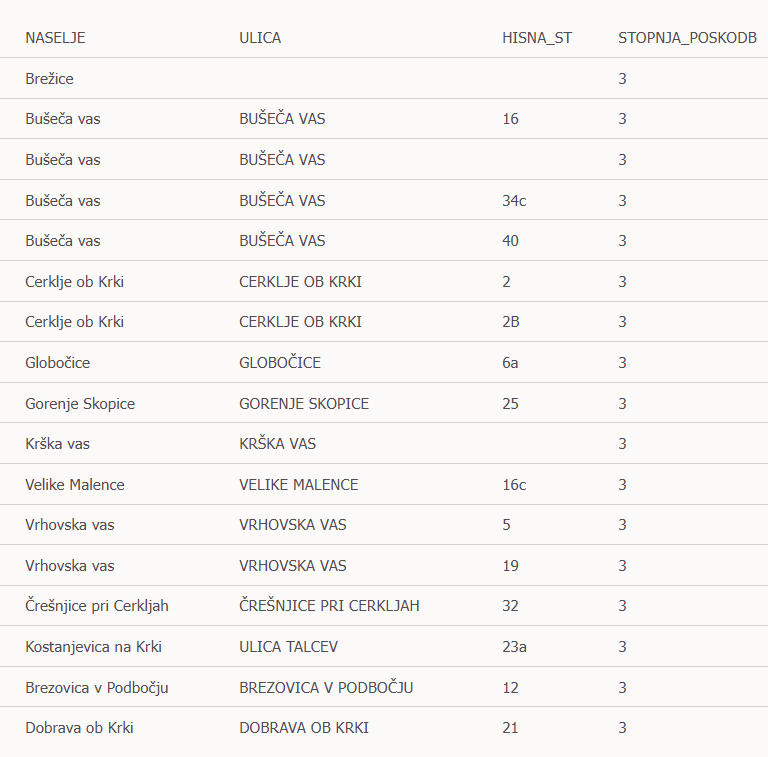 NASELJE ULICA HISNA_ST STOPNJA_POSKODB
Brežice 3
Bušeča vas BUŠEČA VAS 16 3
Bušeča vas BUŠEČA VAS 3
Bušeča vas BUŠEČA VAS 34c 3
Bušeča vas BUŠEČA VAS 40 3
Cerklje ob Krki CERKLJE OB KRKI 2 3
Cerklje ob Krki CERKLJE OB KRKI 2B 3
Globočice GLOBOČICE 6a 3
Gorenje Skopice GORENJE SKOPICE 25 3
Krška vas KRŠKA VAS 3
Velike Malence VELIKE MALENCE 16c 3
Vrhovska vas VRHOVSKA VAS 5 3
Vrhovska vas VRHOVSKA VAS 19 3
Črešnjice pri Cerkljah ČREŠNJICE PRI CERKLJAH 32 3
Kostanjevica na Krki ULICA TALCEV 23a 3
Brezovica v Podbočju BREZOVICA V PODBOČJU 12 3
Dobrava ob Krki DOBRAVA OB KRKI 21 3